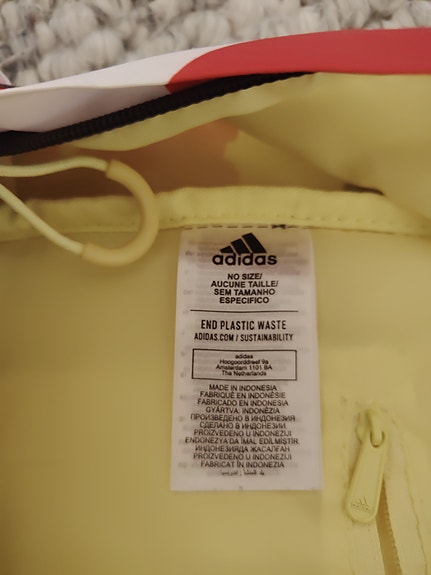 adidas
NO SIZE/
AUCUNE TAILLE/
SEM TAMANHO
ESPECIFICO
END PLASTIC WASTE
ADIDAS.COM / SUSTAINABILITY
adidas
Hoogoorddreef 9a
Amsterdam 1101 BA
The Netherlands
MADE IN INDONESIA
FABRIQUÉ EN INDONÉSIE
FABRICADO EN INDONESIA
GYÁRTVA: INDONÉZIA
ПРОИЗВЕДЕНО В ИНДОНЕЗИЯ
СДЕЛАНО В ИНДОНЕЗИИ
PROIZVEDENO U INDONEZIJI
ENDONEZYA'DA İMAL EDİLMİŞTİR
ИНДОНЕЗИЯДА ЖАСАЛҒАН
PROIZVEDENO U INDONEZIJI
FABRICAT ÎN INDONEZIA